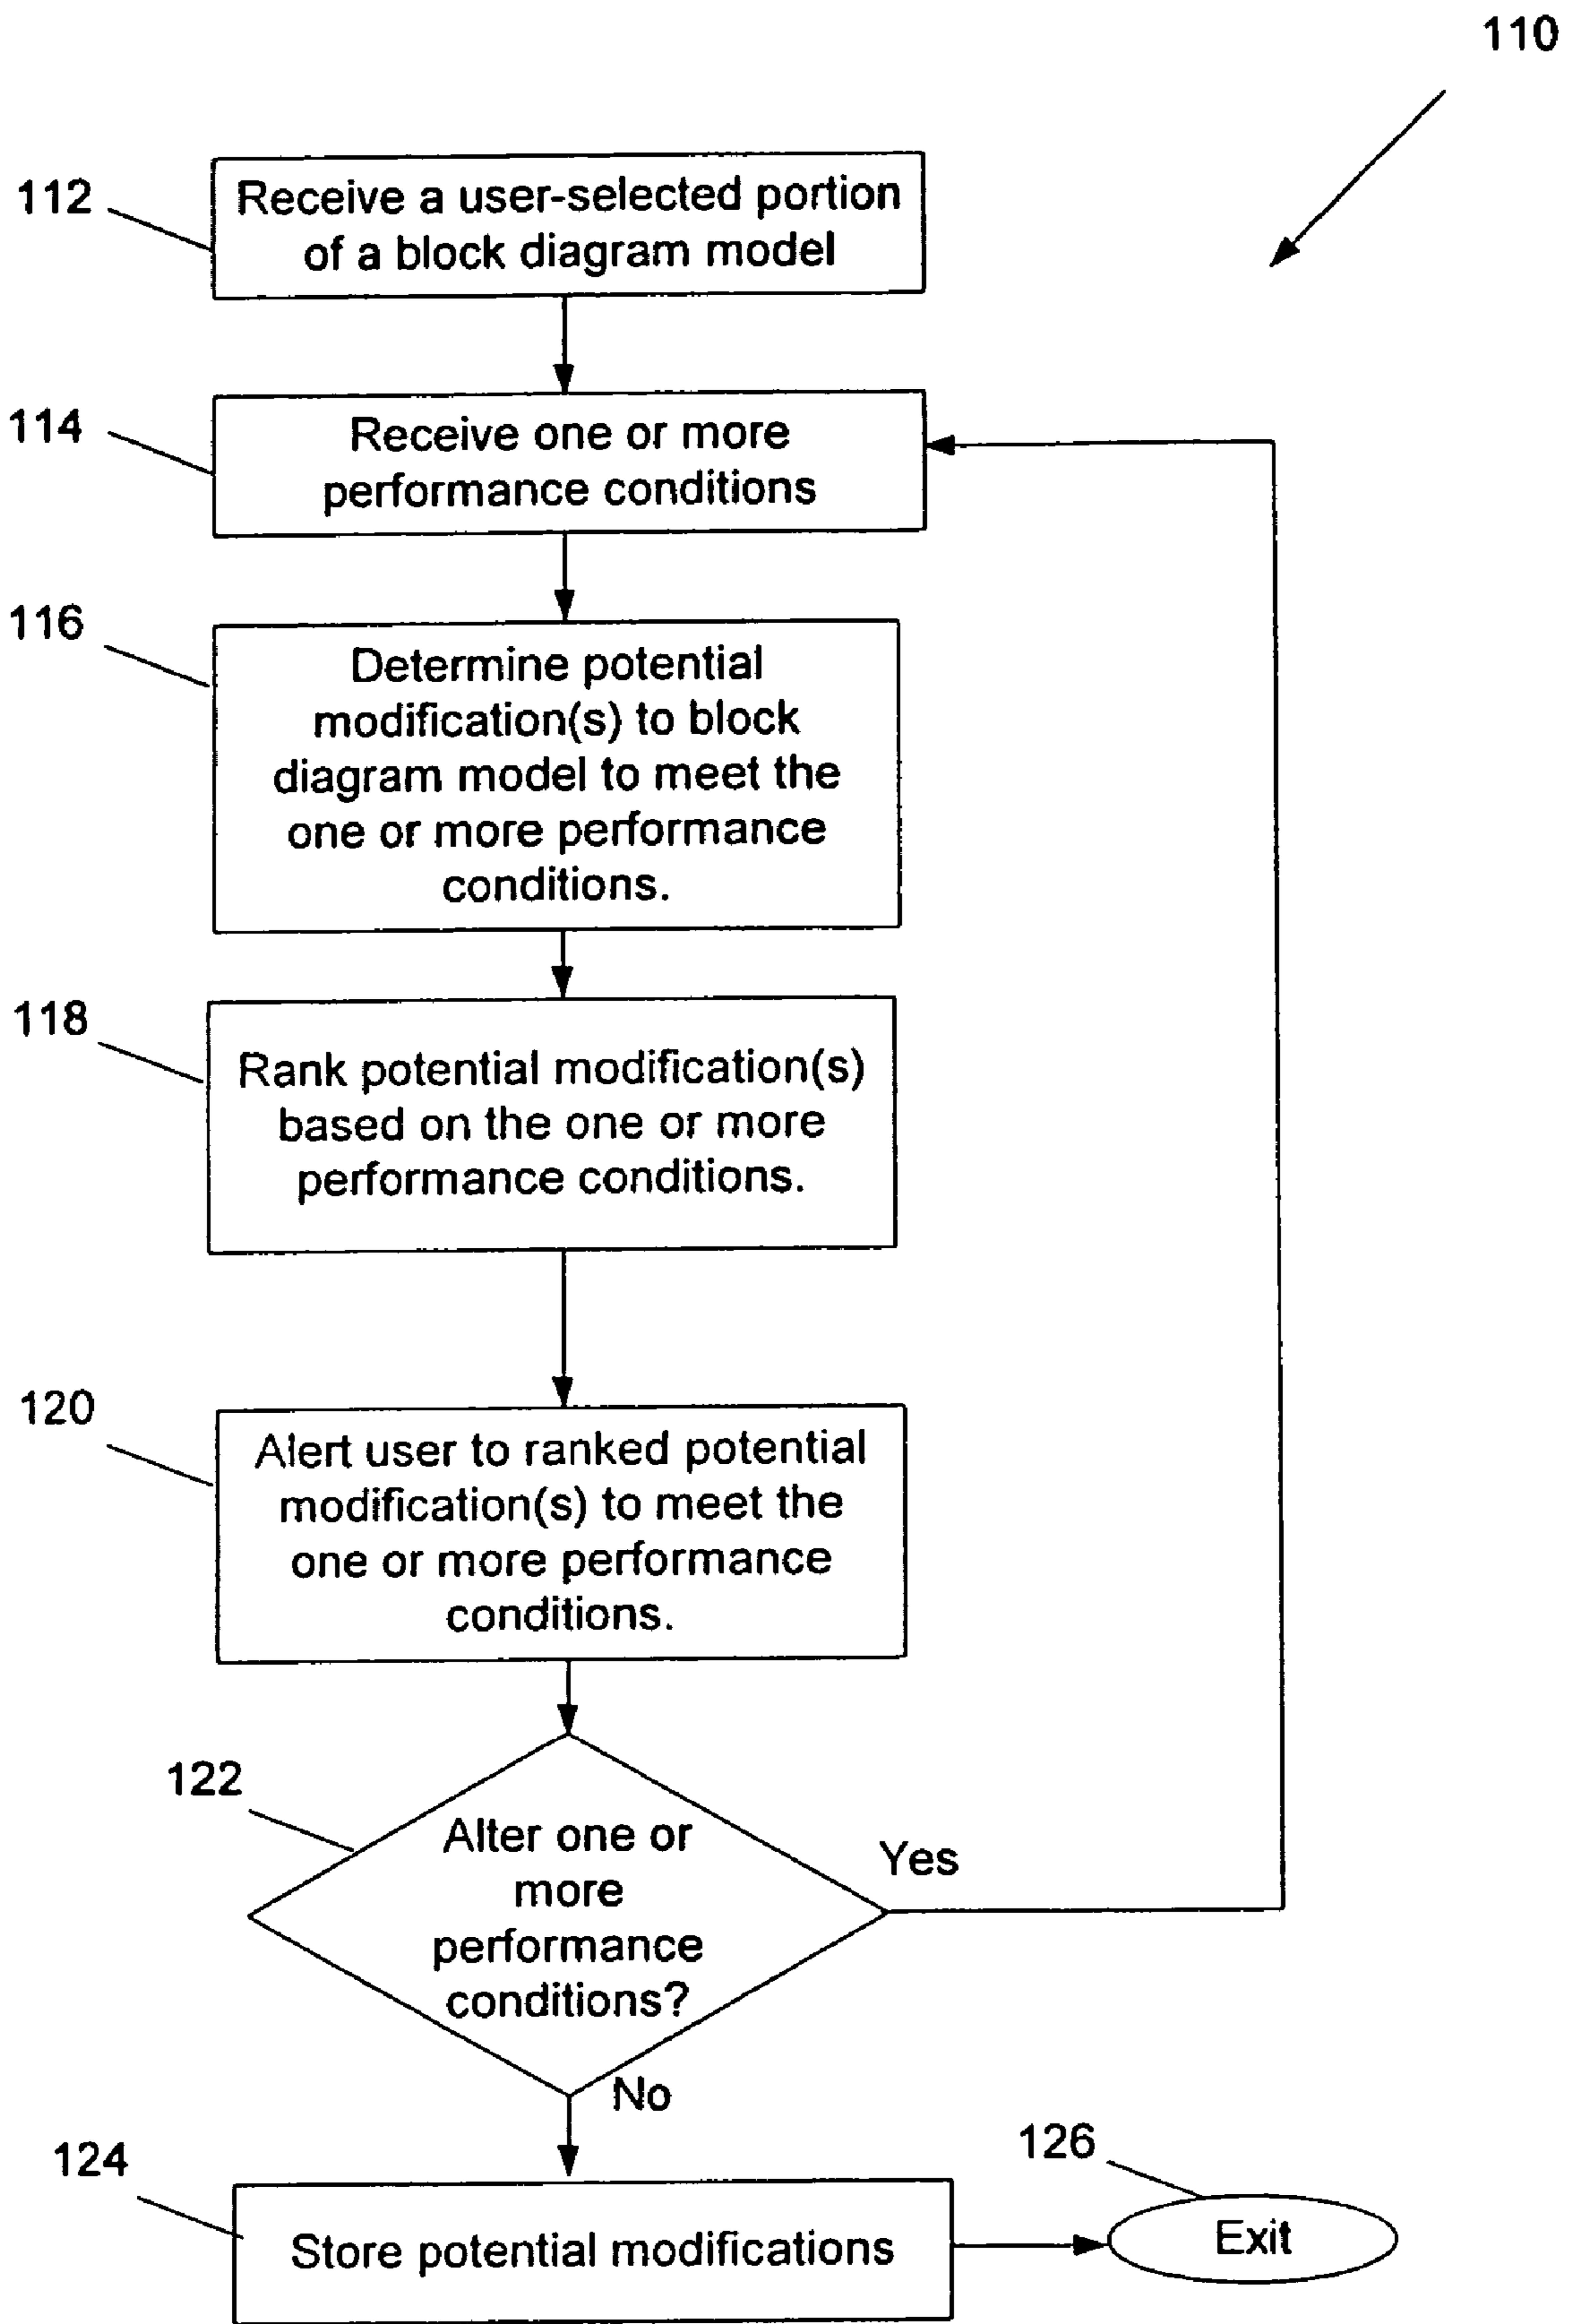 110
112
Receive a user-selected portion
of a block diagram model
114
Receive one or more
performance conditions
116
Determine potential
modification(s) to block
diagram model to meet the
one or more performance
conditions.
118
Rank potential modification(s)
based on the one or more
performance conditions.
120
Alert user to ranked potential
modification(s) to meet the
one or more performance
conditions.
122
Alter one or
more
performance
conditions?
Yes
No
124
Store potential modifications
126
Exit